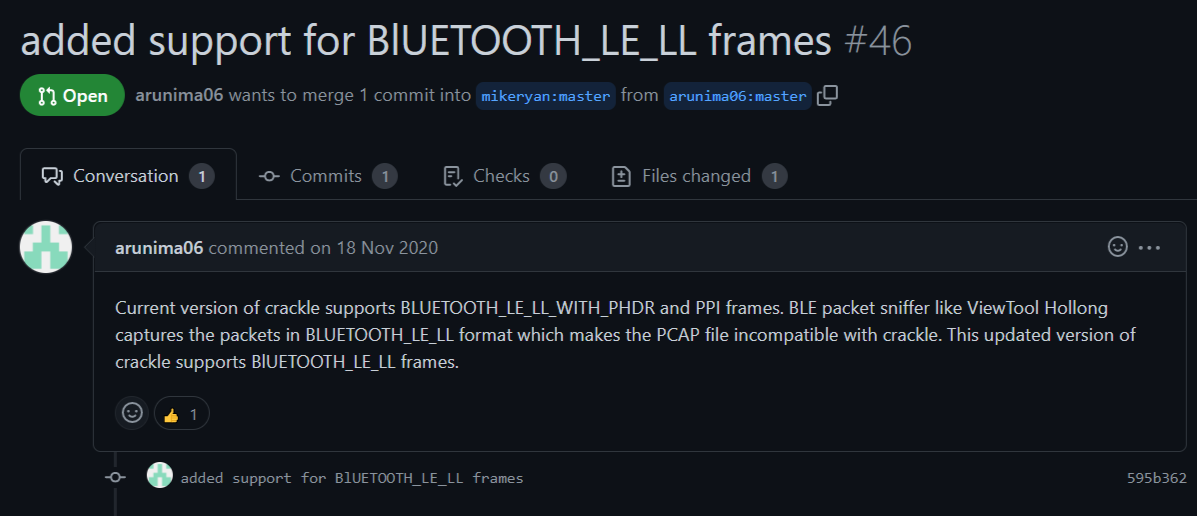 added support for BlUETOOTH_LE_LL frames #46
Open arunima06 wants to merge 1 commit into mikeryan:master from arunima06:master
Conversation 1 Commits 1 Checks 0 Files changed 1
arunima06 commented on 18 Nov 2020
Current version of crackle supports BLUETOOTH_LE_LL_WITH_PHDR and PPI frames. BLE packet sniffer like ViewTool Hollong
captures the packets in BLUETOOTH_LE_LL format which makes the PCAP file incompatible with crackle. This updated version of
crackle supports BlUETOOTH_LE_LL frames.
👍 1
added support for BlUETOOTH_LE_LL frames 595b362